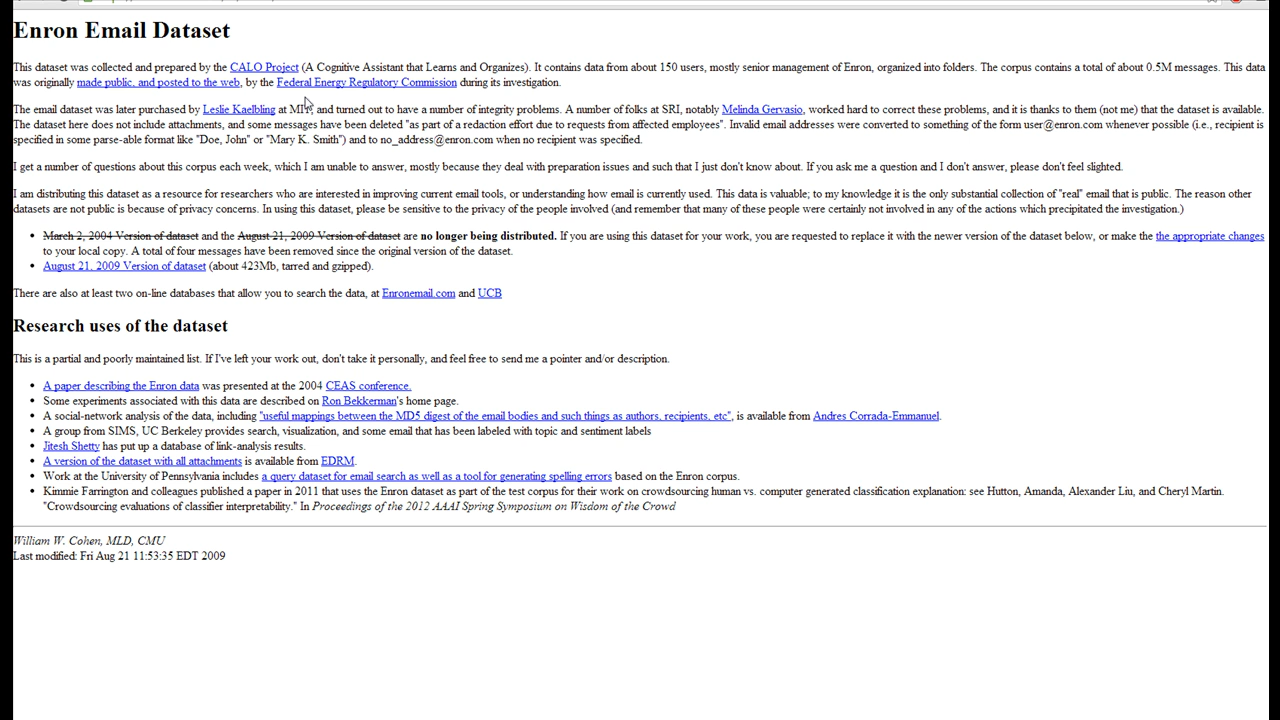 Enron Email Dataset
This dataset was collected and prepared by the CALO Project (A Cognitive Assistant that Learns and Organizes). It contains data from about 150 users, mostly senior management of Enron, organized into folders. The corpus contains a total of about 0.5M messages. This data
was originally made public, and posted to the web, by the Federal Energy Regulatory Commission during its investigation.
The email dataset was later purchased by Leslie Kaelbling at MIT, and turned out to have a number of integrity problems. A number of folks at SRI, notably Melinda Gervasio, worked hard to correct these problems, and it is thanks to them (not me) that the dataset is available.
The dataset here does not include attachments, and some messages have been deleted "as part of a redaction effort due to requests from affected employees". Invalid email addresses were converted to something of the form user@enron.com whenever possible (i.e., recipient is
specified in some parse-able format like "Doe, John" or "Mary K. Smith") and to no_address@enron.com when no recipient was specified.
I get a number of questions about this corpus each week, which I am unable to answer, mostly because they deal with preparation issues and such that I just don't know about. If you ask me a question and I don't answer, please don't feel slighted.
I am distributing this dataset as a resource for researchers who are interested in improving current email tools, or understanding how email is currently used. This data is valuable; to my knowledge it is the only substantial collection of "real" email that is public. The reason other
datasets are not public is because of privacy concerns. In using this dataset, please be sensitive to the privacy of the people involved (and remember that many of these people were certainly not involved in any of the actions which precipitated the investigation.)
• March 2, 2004 Version of dataset and the August 21, 2009 Version of dataset are no longer being distributed. If you are using this dataset for your work, you are requested to replace it with the newer version of the dataset below, or make the the appropriate changes
to your local copy. A total of four messages have been removed since the original version of the dataset.
• August 21, 2009 Version of dataset (about 423Mb, tarred and gzipped).
There are also at least two on-line databases that allow you to search the data, at Enronemail.com and UCB
Research uses of the dataset
This is a partial and poorly maintained list. If I've left your work out, don't take it personally, and feel free to send me a pointer and/or description.
• A paper describing the Enron data was presented at the 2004 CEAS conference.
• Some experiments associated with this data are described on Ron Bekkerman's home page.
• A social-network analysis of the data, including "useful mappings between the MD5 digest of the email bodies and such things as authors, recipients, etc", is available from Andres Corrada-Emmanuel.
• A group from SIMS, UC Berkeley provides search, visualization, and some email that has been labeled with topic and sentiment labels
• Jitesh Shetty has put up a database of link-analysis results.
• A version of the dataset with all attachments is available from EDRM.
• Work at the University of Pennsylvania includes a query dataset for email search as well as a tool for generating spelling errors based on the Enron corpus.
• Kimmie Farrington and colleagues published a paper in 2011 that uses the Enron dataset as part of the test corpus for their work on crowdsourcing human vs. computer generated classification explanation: see Hutton, Amanda, Alexander Liu, and Cheryl Martin.
"Crowdsourcing evaluations of classifier interpretability." In Proceedings of the 2012 AAAI Spring Symposium on Wisdom of the Crowd
William W. Cohen, MLD, CMU
Last modified: Fri Aug 21 11:53:35 EDT 2009